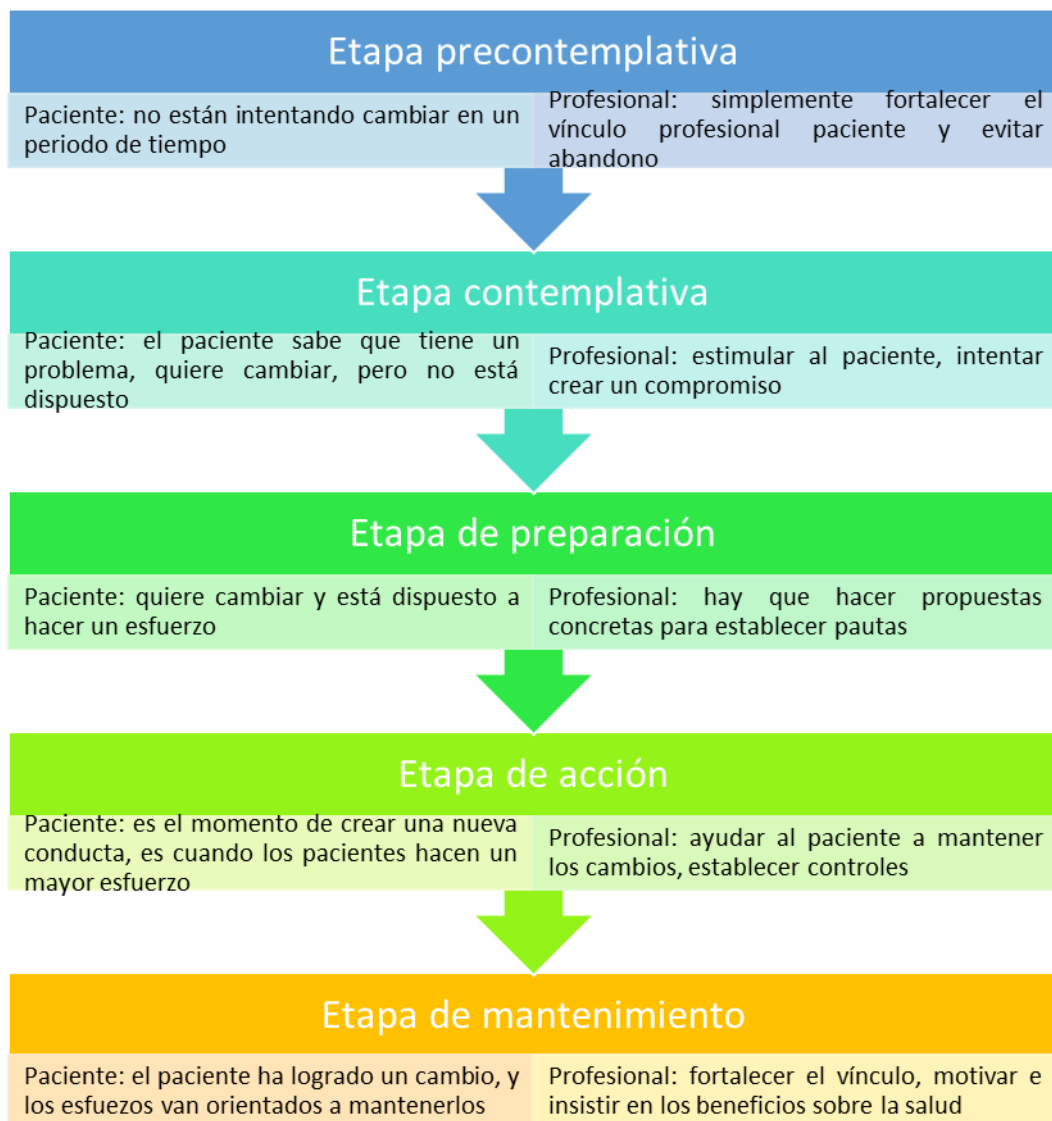 Etapa precontemplativa
Paciente: no están intentando cambiar en un
periodo de tiempo
Profesional: simplemente fortalecer el
vínculo profesional paciente y evitar
abandono
Etapa contemplativa
Paciente: el paciente sabe que tiene un
problema, quiere cambiar, pero no está
dispuesto
Profesional: estimular al paciente, intentar
crear un compromiso
Etapa de preparación
Paciente: quiere cambiar y está dispuesto a
hacer un esfuerzo
Profesional: hay que hacer propuestas
concretas para establecer pautas
Etapa de acción
Paciente: es el momento de crear una nueva
conducta, es cuando los pacientes hacen un
mayor esfuerzo
Profesional: ayudar al paciente a mantener
los cambios, establecer controles
Etapa de mantenimiento
Paciente: el paciente ha logrado un cambio, y
los esfuezos van orientados a mantenerlos
Profesional: fortalecer el vínculo, motivar e
insistir en los beneficios sobre la salud